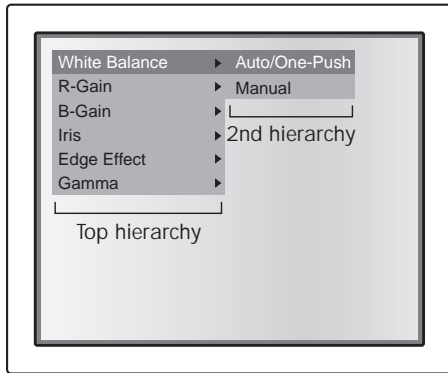 White Balance Auto/One-Push
R-Gain Manual
B-Gain
Iris 2nd hierarchy
Edge Effect
Gamma
Top hierarchy